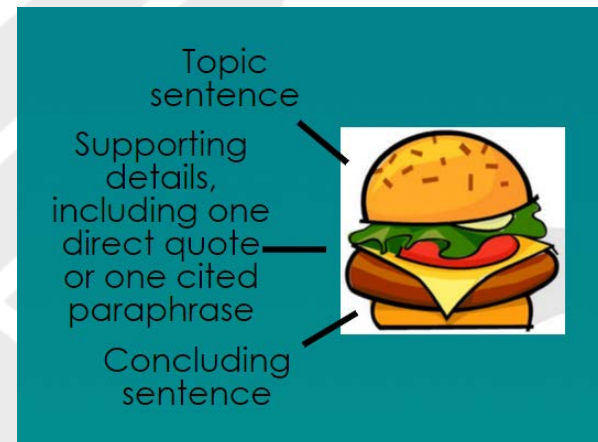 Topic
sentence
Supporting
details,
including one
direct quote
or one cited
paraphrase
Concluding
sentence